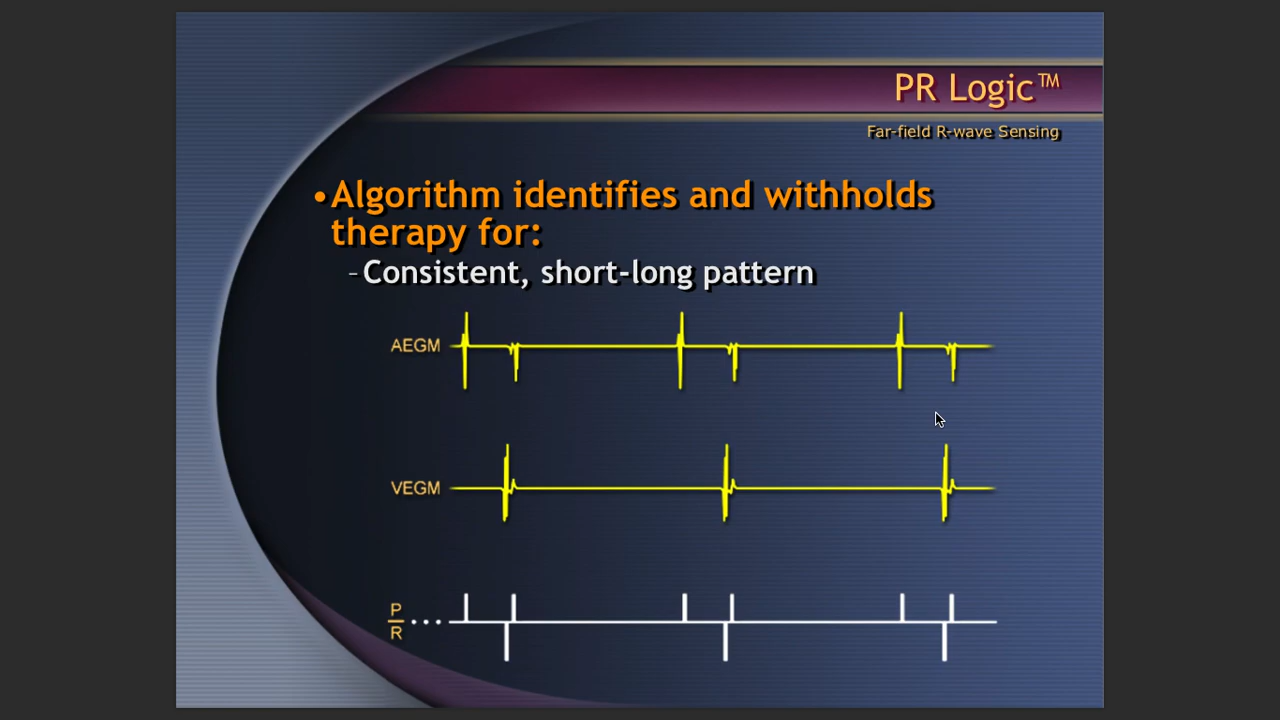 PR Logic™
Far-field R-wave Sensing
•Algorithm identifies and withholds
therapy for:
–Consistent, short-long pattern
AEGM
VEGM
P
R